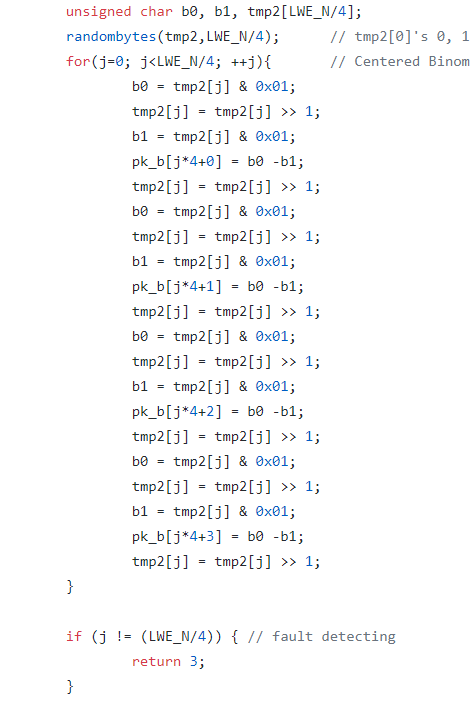 unsigned char b0, b1, tmp2[LWE_N/4];
randombytes(tmp2,LWE_N/4);      // tmp2[0]'s 0, 1
for(j=0; j<LWE_N/4; ++j){       // Centered Binom
        b0 = tmp2[j] & 0x01;
        tmp2[j] = tmp2[j] >> 1;
        b1 = tmp2[j] & 0x01;
        pk_b[j*4+0] = b0 -b1;
        tmp2[j] = tmp2[j] >> 1;
        b0 = tmp2[j] & 0x01;
        tmp2[j] = tmp2[j] >> 1;
        b1 = tmp2[j] & 0x01;
        pk_b[j*4+1] = b0 -b1;
        tmp2[j] = tmp2[j] >> 1;
        b0 = tmp2[j] & 0x01;
        tmp2[j] = tmp2[j] >> 1;
        b1 = tmp2[j] & 0x01;
        pk_b[j*4+2] = b0 -b1;
        tmp2[j] = tmp2[j] >> 1;
        b0 = tmp2[j] & 0x01;
        tmp2[j] = tmp2[j] >> 1;
        b1 = tmp2[j] & 0x01;
        pk_b[j*4+3] = b0 -b1;
        tmp2[j] = tmp2[j] >> 1;
}
if (j != (LWE_N/4)) { // fault detecting
        return 3;
}